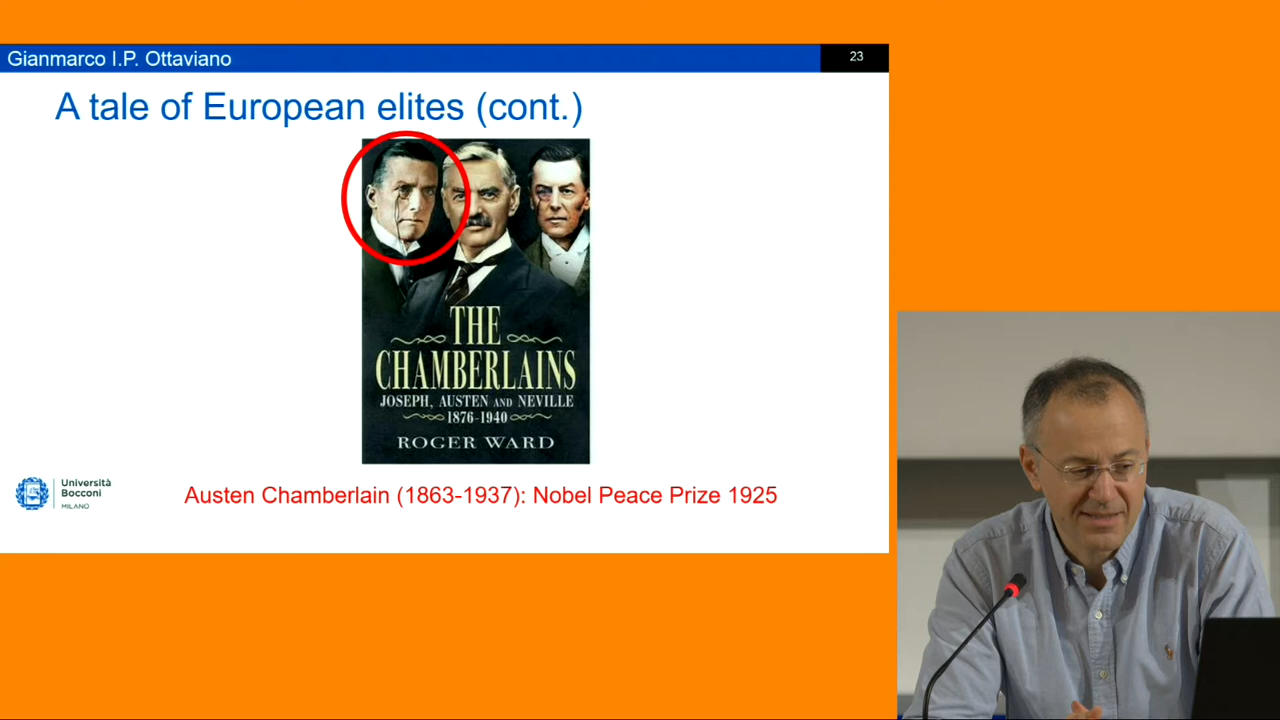 Gianmarco I.P. Ottaviano
23
A tale of European elites (cont.)
THE
CHAMBERLAINS
JOSEPH, AUSTEN AND NEVILLE
1876-1940
ROGER WARD
Università
Bocconi
MILANO
Austen Chamberlain (1863-1937): Nobel Peace Prize 1925